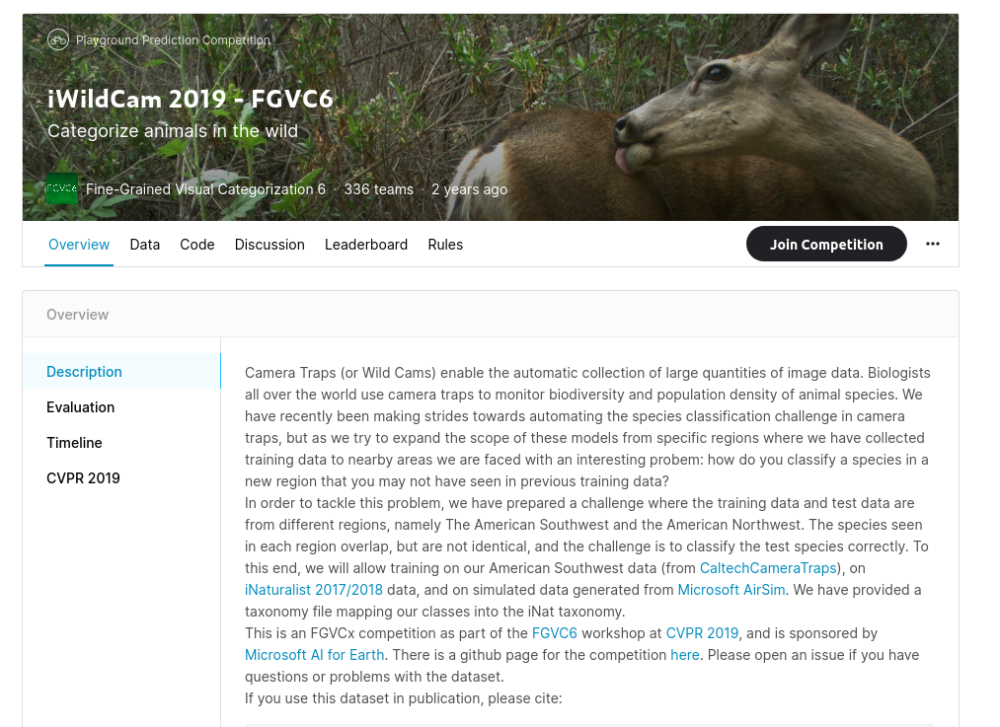 Playground Prediction Competition
iWildCam 2019 - FGVC6
Categorize animals in the wild
FGVC6
Fine-Grained Visual Categorization 6 · 336 teams · 2 years ago
Overview Data Code Discussion Leaderboard Rules Join Competition ···
Overview
Description
Evaluation
Timeline
CVPR 2019
Camera Traps (or Wild Cams) enable the automatic collection of large quantities of image data. Biologists
all over the world use camera traps to monitor biodiversity and population density of animal species. We
have recently been making strides towards automating the species classification challenge in camera
traps, but as we try to expand the scope of these models from specific regions where we have collected
training data to nearby areas we are faced with an interesting probem: how do you classify a species in a
new region that you may not have seen in previous training data?
In order to tackle this problem, we have prepared a challenge where the training data and test data are
from different regions, namely The American Southwest and the American Northwest. The species seen
in each region overlap, but are not identical, and the challenge is to classify the test species correctly. To
this end, we will allow training on our American Southwest data (from CaltechCameraTraps), on
iNaturalist 2017/2018 data, and on simulated data generated from Microsoft AirSim. We have provided a
taxonomy file mapping our classes into the iNat taxonomy.
This is an FGVCx competition as part of the FGVC6 workshop at CVPR 2019, and is sponsored by
Microsoft AI for Earth. There is a github page for the competition here. Please open an issue if you have
questions or problems with the dataset.
If you use this dataset in publication, please cite: